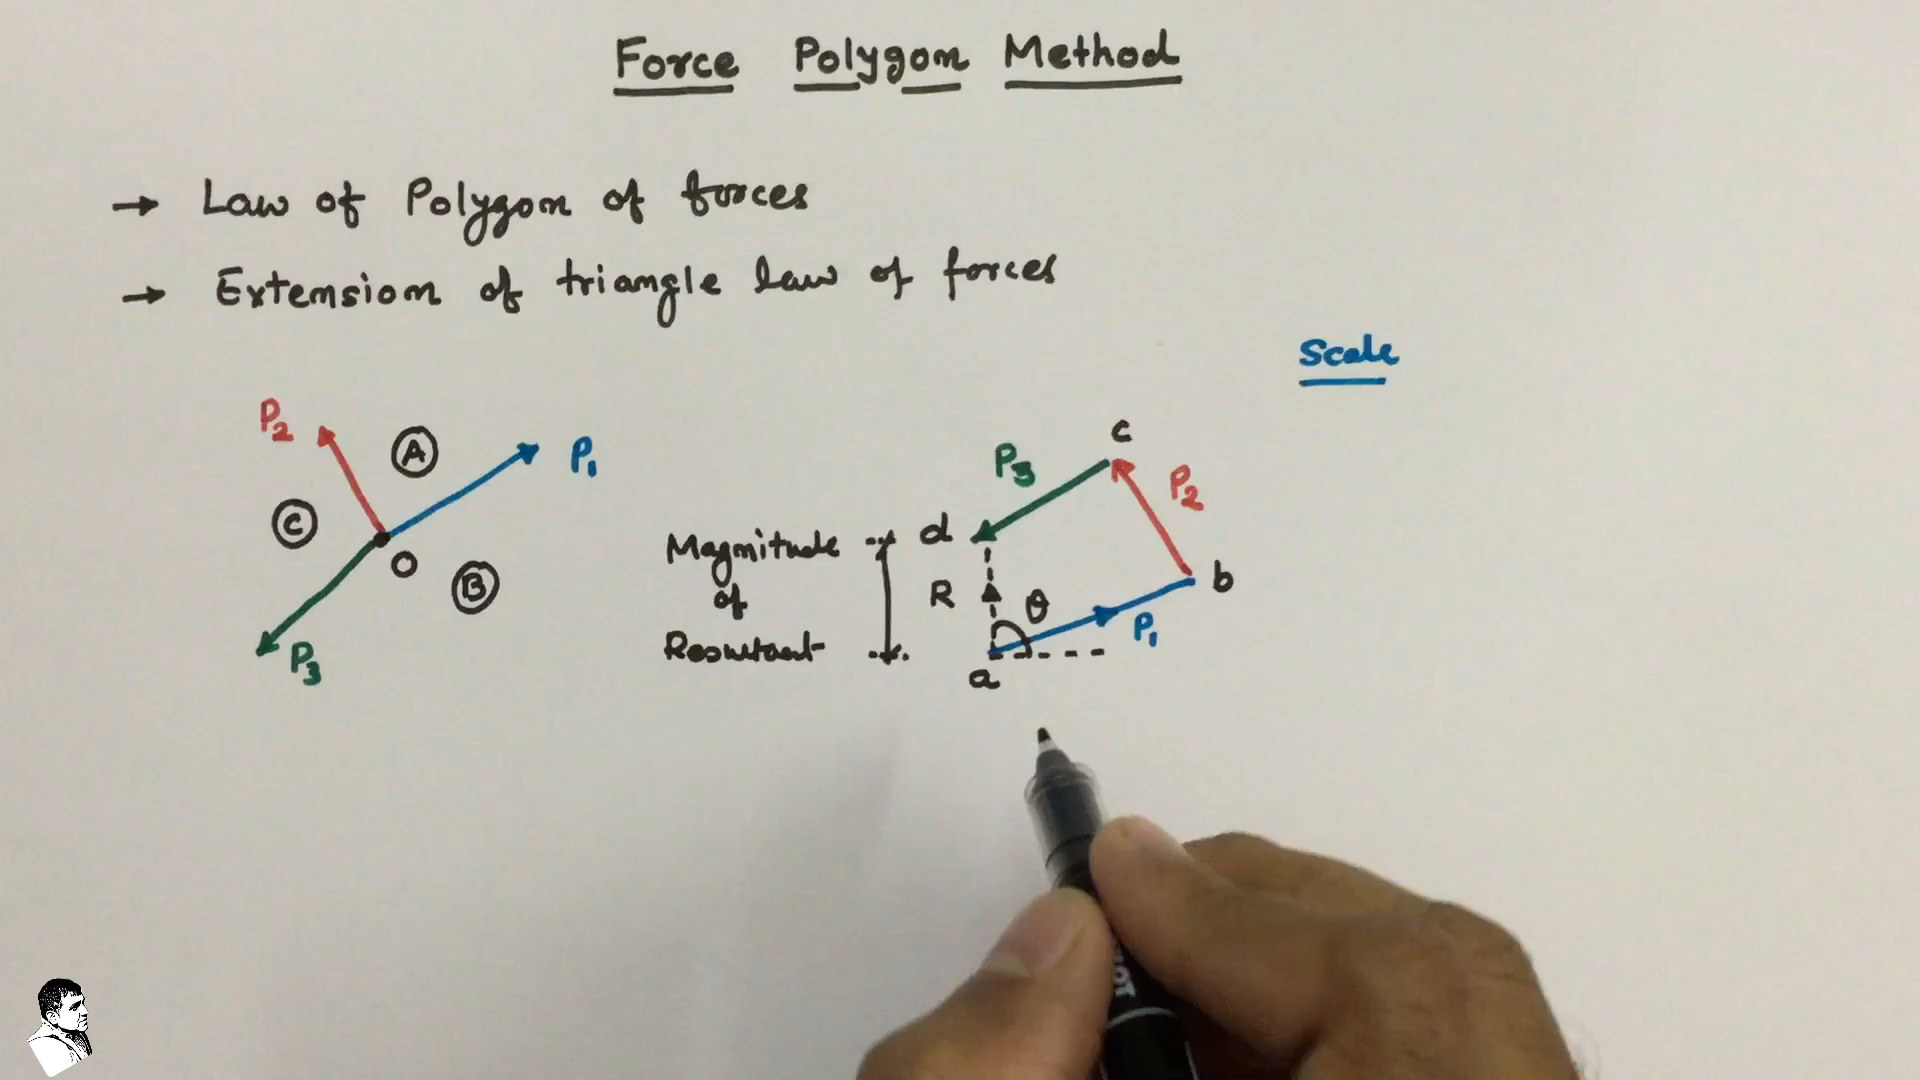 Force Polygon Method
→ Law of Polygon of forces
→ Extension of triangle law of forces
Scale
P2
A
P1
C
O
B
P3
c
P3
P2
Magnitude
of
Resultant
d
R
θ
b
P1
a